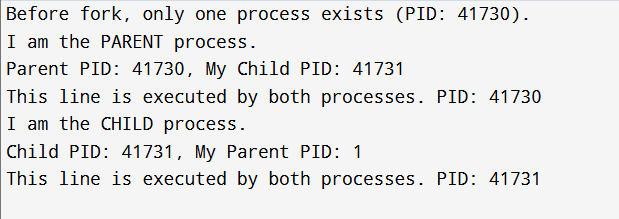 Before fork, only one process exists (PID: 41730).
I am the PARENT process.
Parent PID: 41730, My Child PID: 41731
This line is executed by both processes. PID: 41730
I am the CHILD process.
Child PID: 41731, My Parent PID: 1
This line is executed by both processes. PID: 41731